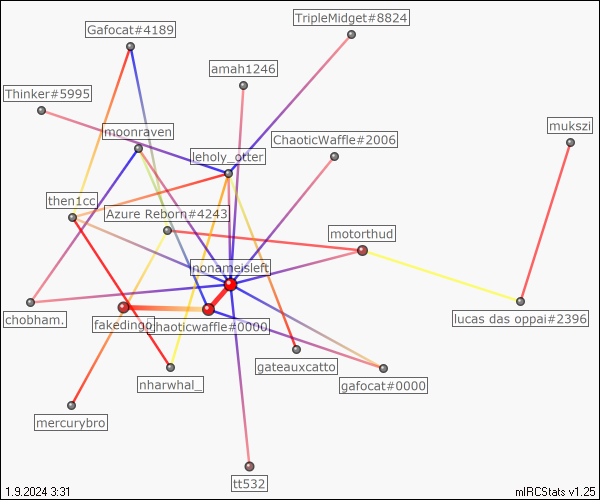 TripleMidget#8824
Gafocat#4189
amah1246
Thinker#5995
mukszi
moonraven
ChaoticWaffle#2006
leholy_otter
then1cc
Azure Reborn#4243
motorthud
nonameisleft
chobham.
lucas das oppai#2396
fakedingo
chaoticwaffle#0000
gateauxcatto
nharwhal_
gafocat#0000
mercurybro
tt532
1.9.2024 3:31
mIRCStats v1.25